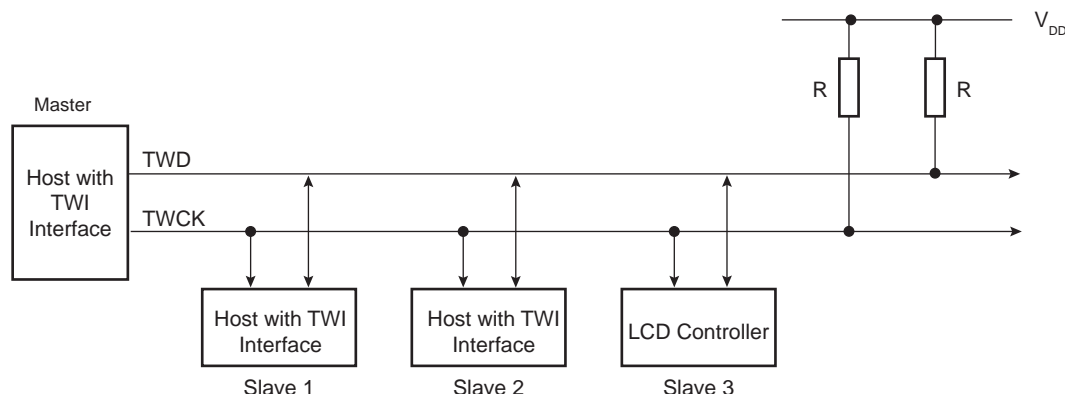 V_DD
R
R
Master
Host with
TWI
Interface
TWD
TWCK
Host with TWI
Interface
Host with TWI
Interface
LCD Controller
Slave 1
Slave 2
Slave 3